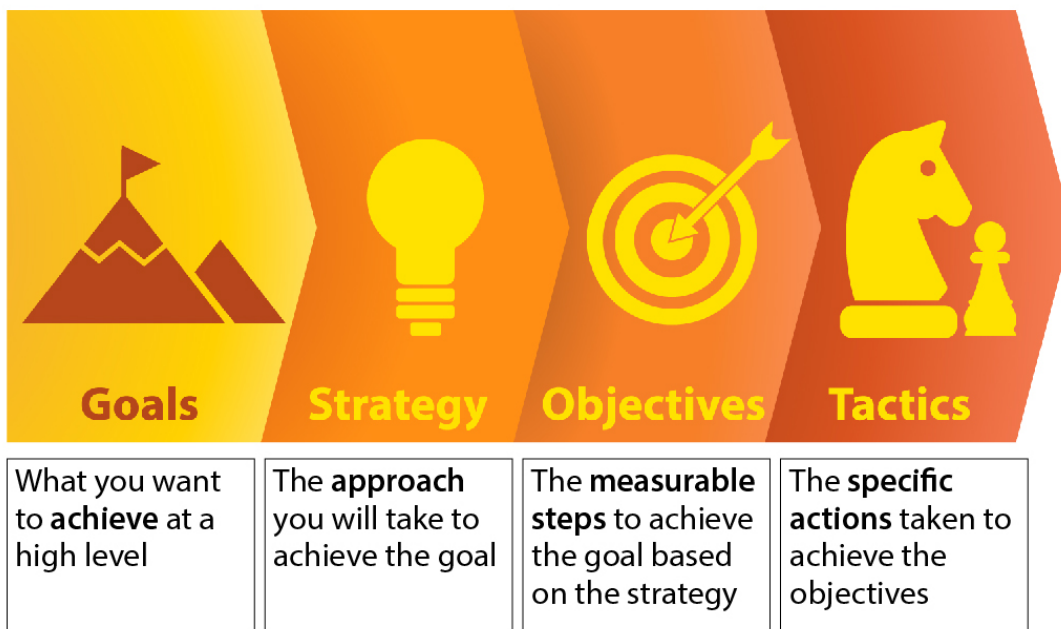 Goals
Strategy
Objectives
Tactics
What you want
to achieve at a
high level
The approach
you will take to
achieve the goal
The measurable
steps to achieve
the goal based
on the strategy
The specific
actions taken to
achieve the
objectives